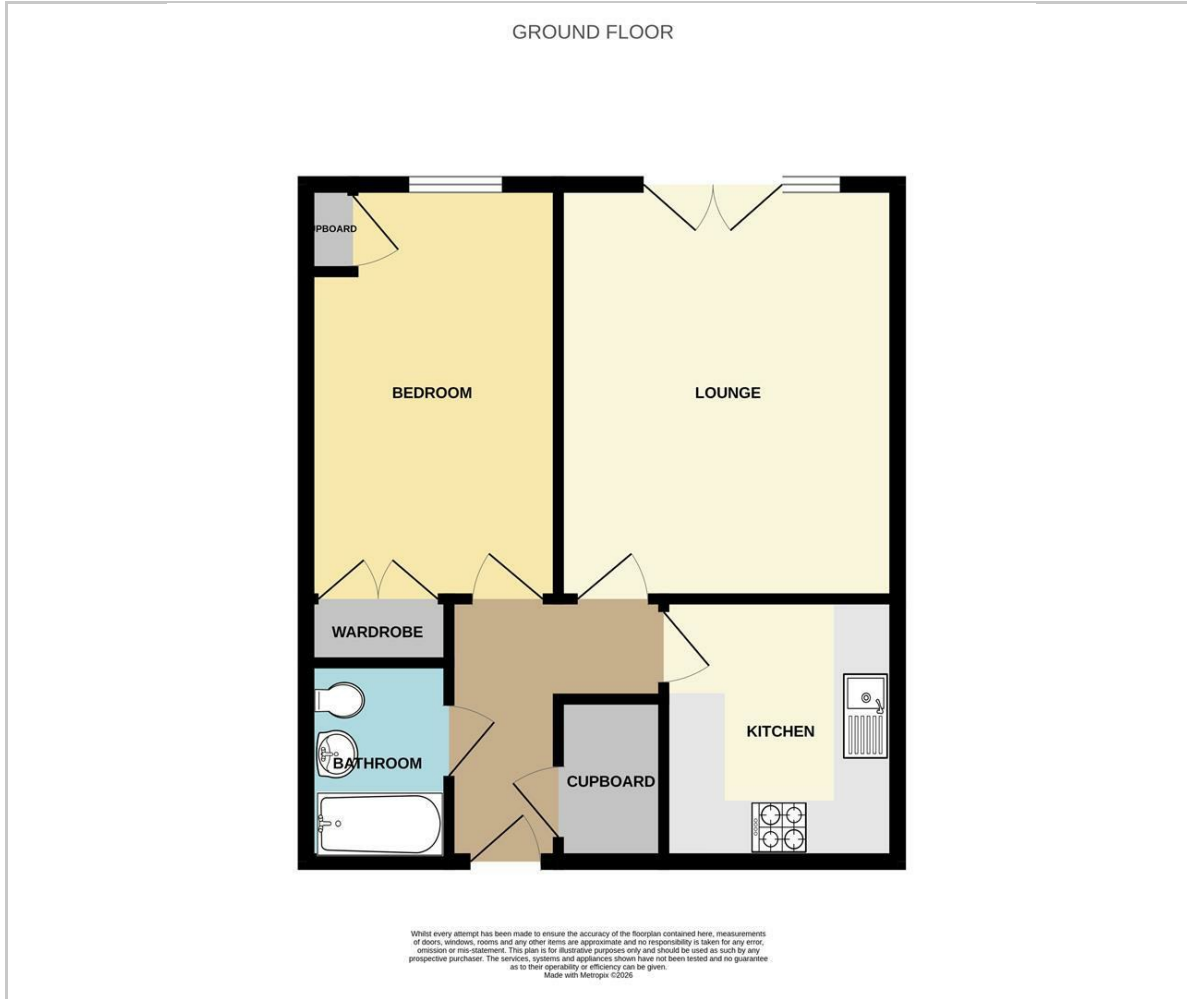 GROUND FLOOR
PBOARD
BEDROOM
LOUNGE
WARDROBE
KITCHEN
BATHROOM
CUPBOARD
Whilst every attempt has been made to ensure the accuracy of the floorplan contained here, measurements
of doors, windows, rooms and any other items are approximate and no responsibility is taken for any error,
omission or mis-statement. This plan is for illustrative purposes only and should be used as such by any
prospective purchaser. The services, systems and appliances shown have not been tested and no guarantee
as to their operability or efficiency can be given.
Made with Metropix ©2026